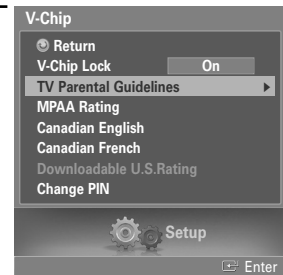 V-Chip
Return
V-Chip Lock On
TV Parental Guidelines
MPAA Rating
Canadian English
Canadian French
Downloadable U.S.Rating
Change PIN
Setup
Enter